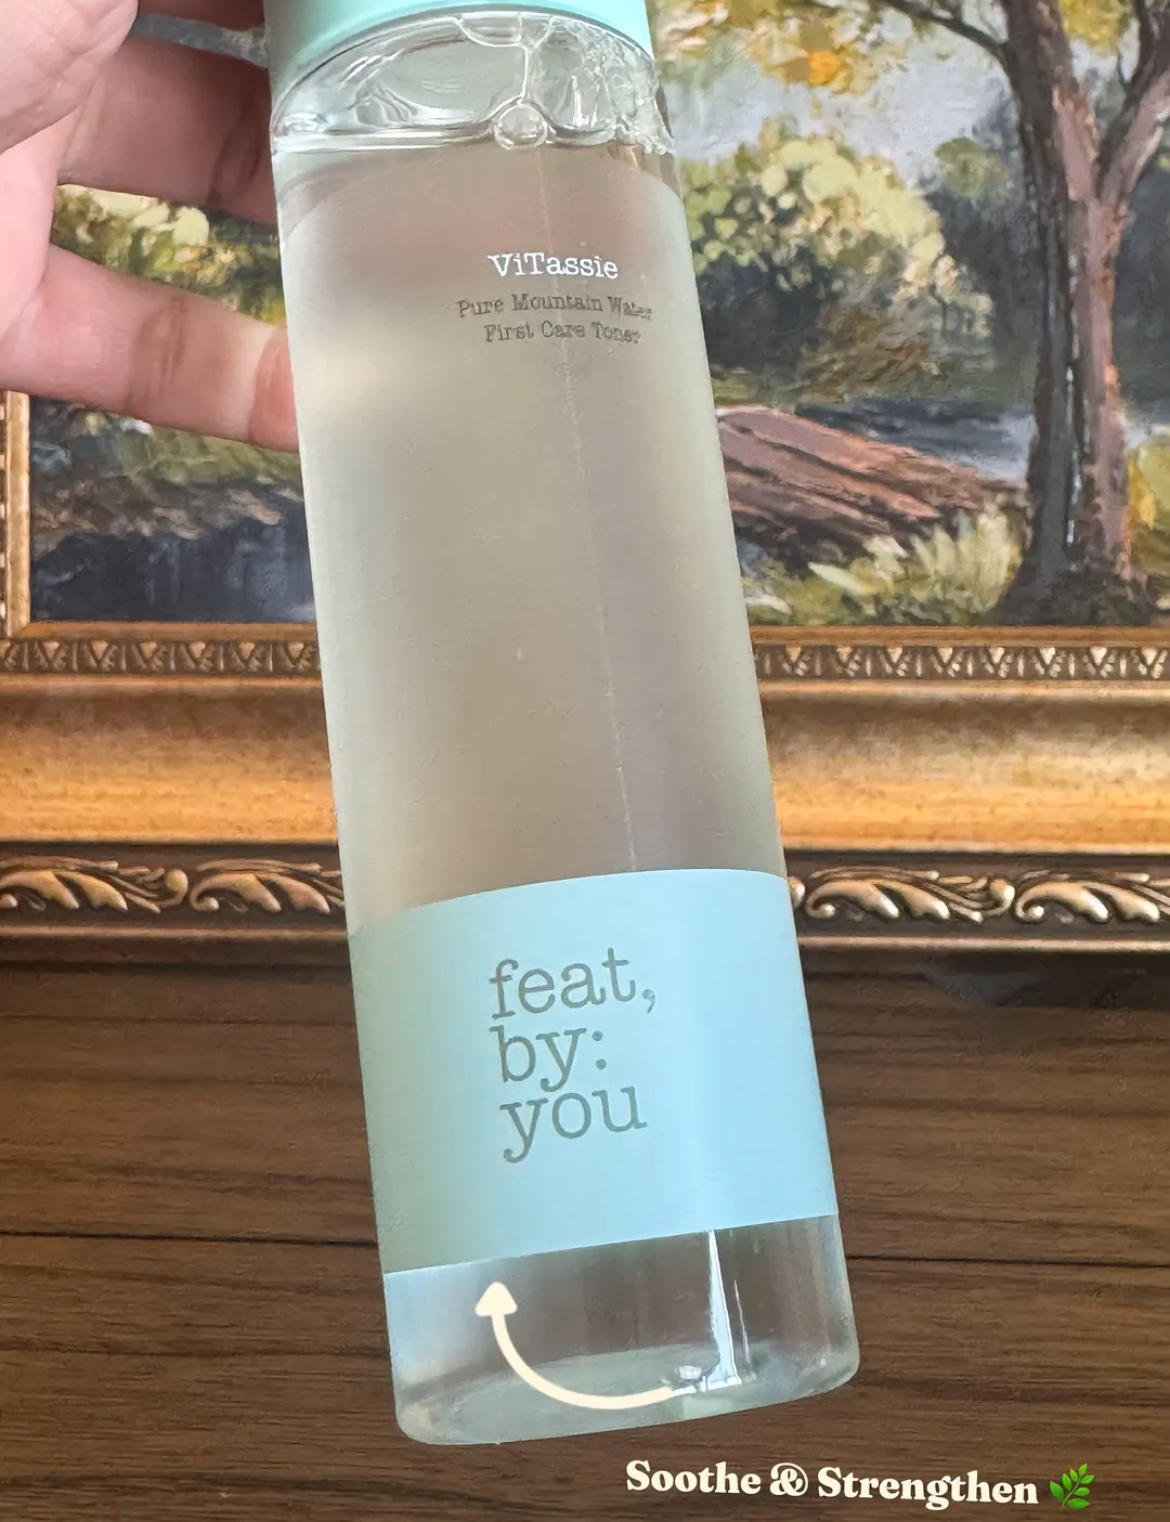 ViTassie
Pure Mountain Water
First Care Toner
feat,
by:
you
Soothe & Strengthen